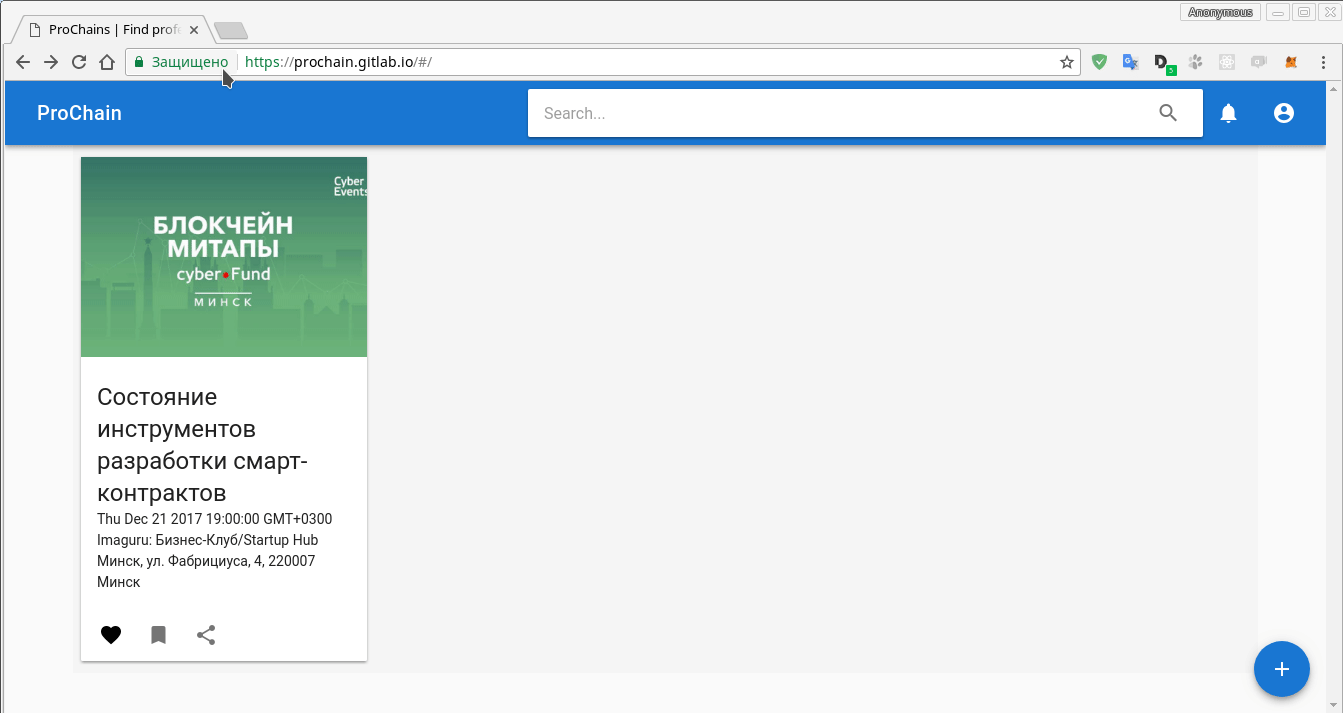 Anonymous
ProChains | Find prof
Защищено
https://prochain.gitlab.io/#/
5
ProChain
Search...
Cyber
Events
БЛОКЧЕЙН
МИТАПЫ
cyber•Fund
МИНСК
Состояние
инструментов
разработки смарт-
контрактов
Thu Dec 21 2017 19:00:00 GMT+0300
Imaguru: Бизнес-Клуб/Startup Hub
Минск, ул. Фабрициуса, 4, 220007
Минск